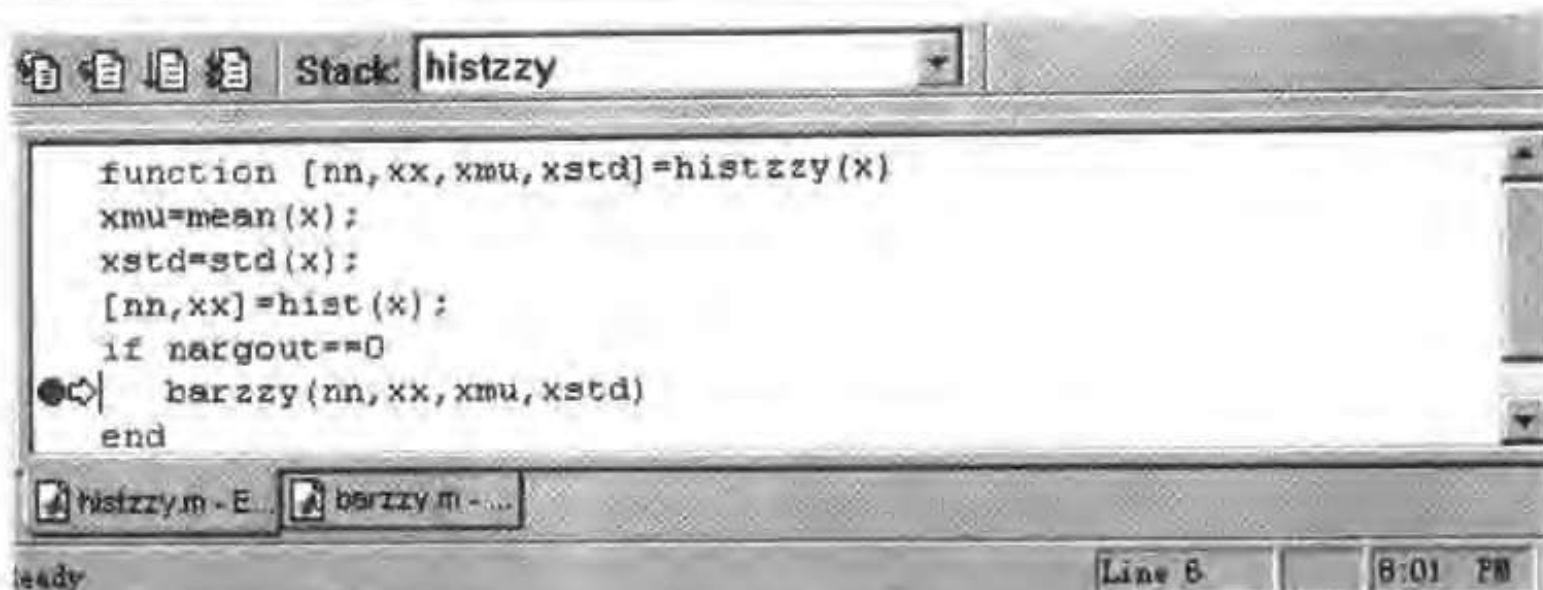 Stack: histzzy
function [nn,xx,xmu,xstd]=histzzy(x)
xmu=mean(x);
xstd=std(x);
[nn,xx]=hist(x);
if nargout==0
barzzy(nn,xx,xmu,xstd)
end
histzzy.m - E... barzzy.m - ...
eady Line 6 8:01 PM